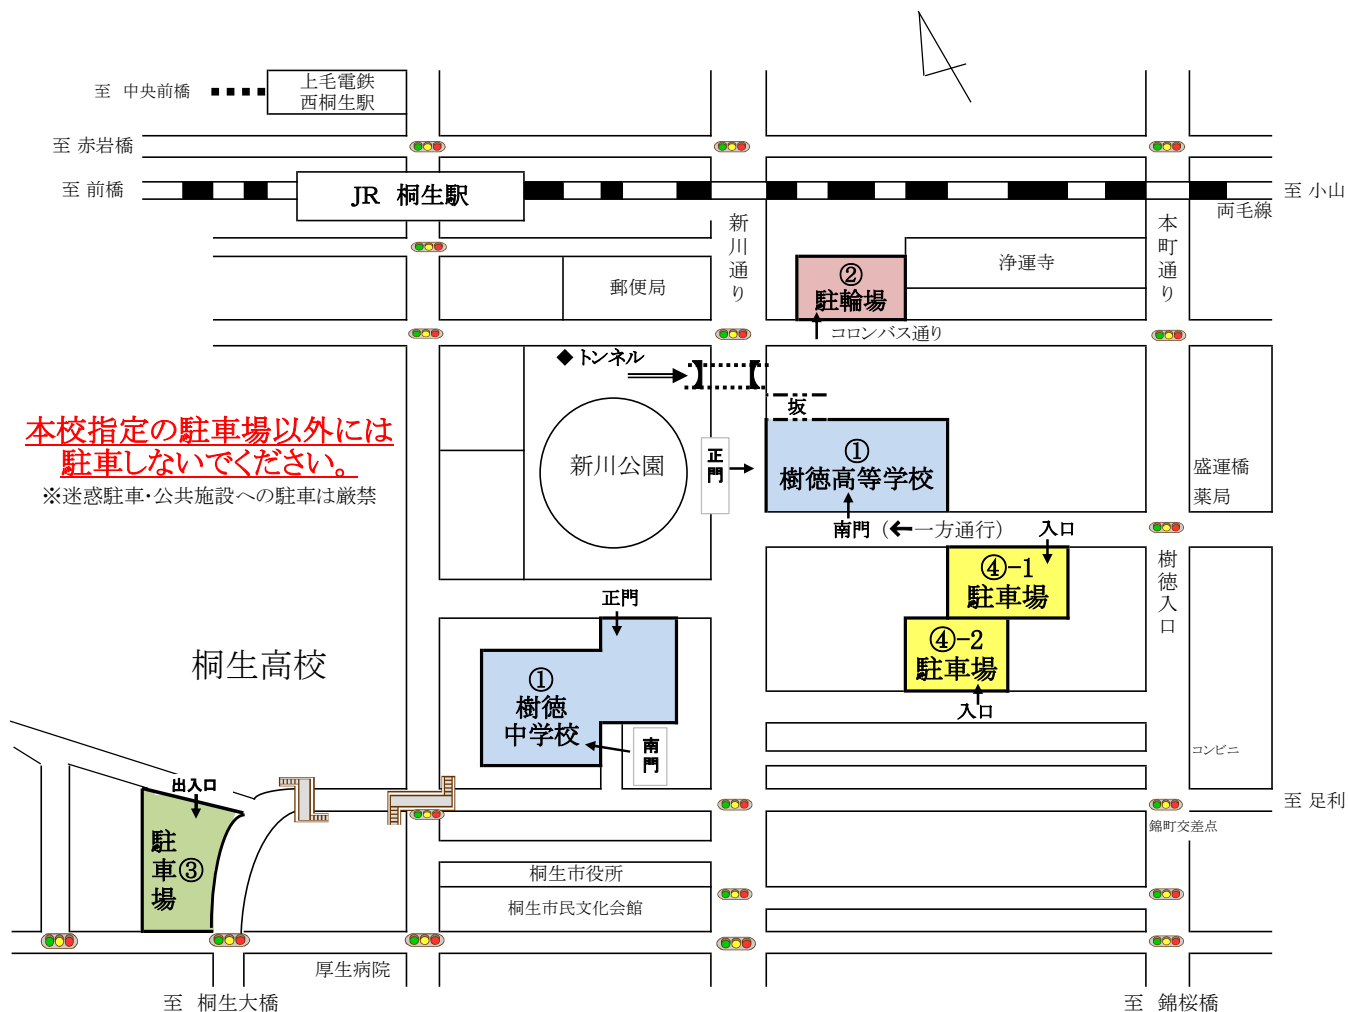 上毛電鉄
西桐生駅
至 中央前橋
至 赤岩橋
至 前橋
JR 桐生駅
至 小山
両毛線
新川通り
本町通り
②
駐輪場
浄運寺
郵便局
コロンバス通り
◆トンネル
坂
本校指定の駐車場以外には
駐車しないでください。
※迷惑駐車・公共施設への駐車は厳禁
新川公園
正門
①
樹徳高等学校
盛運橋
薬局
南門 (←一方通行)
入口
④-1
駐車場
樹徳入口
④-2
駐車場
入口
正門
桐生高校
①
樹徳
中学校
南門
コンビニ
出入口
駐車場③
至 足利
錦町交差点
桐生市役所
桐生市民文化会館
厚生病院
至 桐生大橋
至 錦桜橋